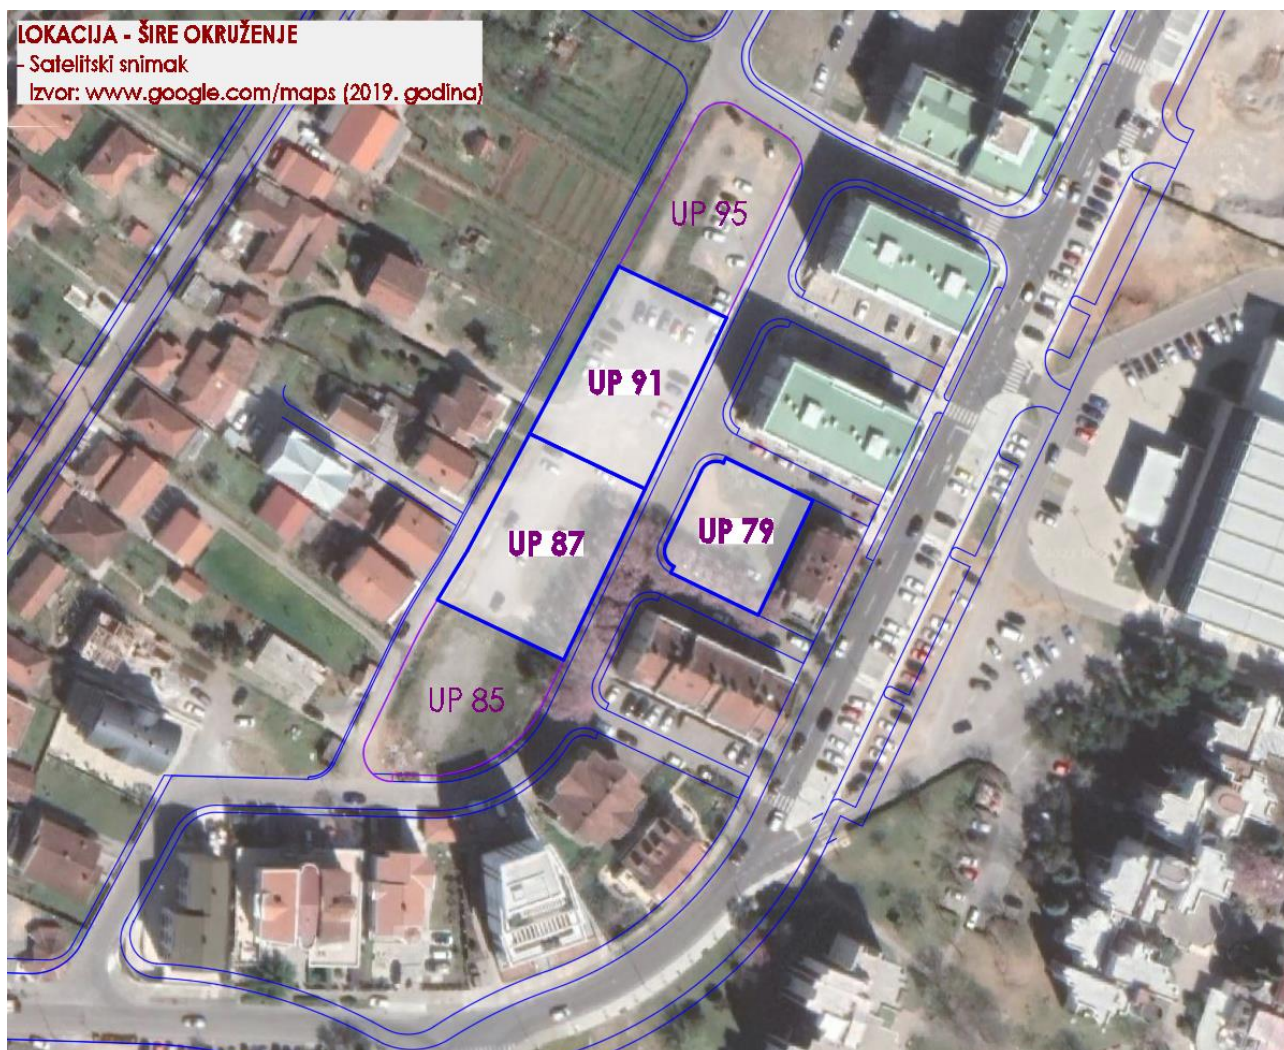 LOKACIJA - ŠIRE OKRUŽENJE
- Satelitski snimak
Izvor: www.google.com/maps (2019. godina)
UP 95
UP 91
UP 87
UP 79
UP 85